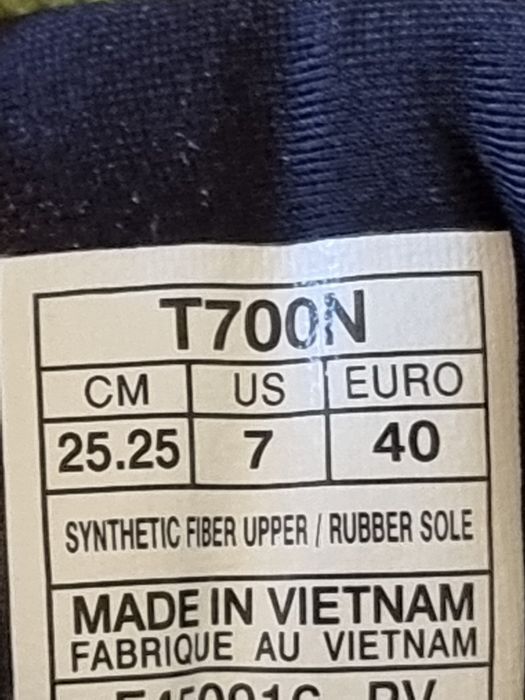 T700N
CM US EURO
25.25 7 40
SYNTHETIC FIBER UPPER / RUBBER SOLE
MADE IN VIETNAM
FABRIQUE AU VIETNAM